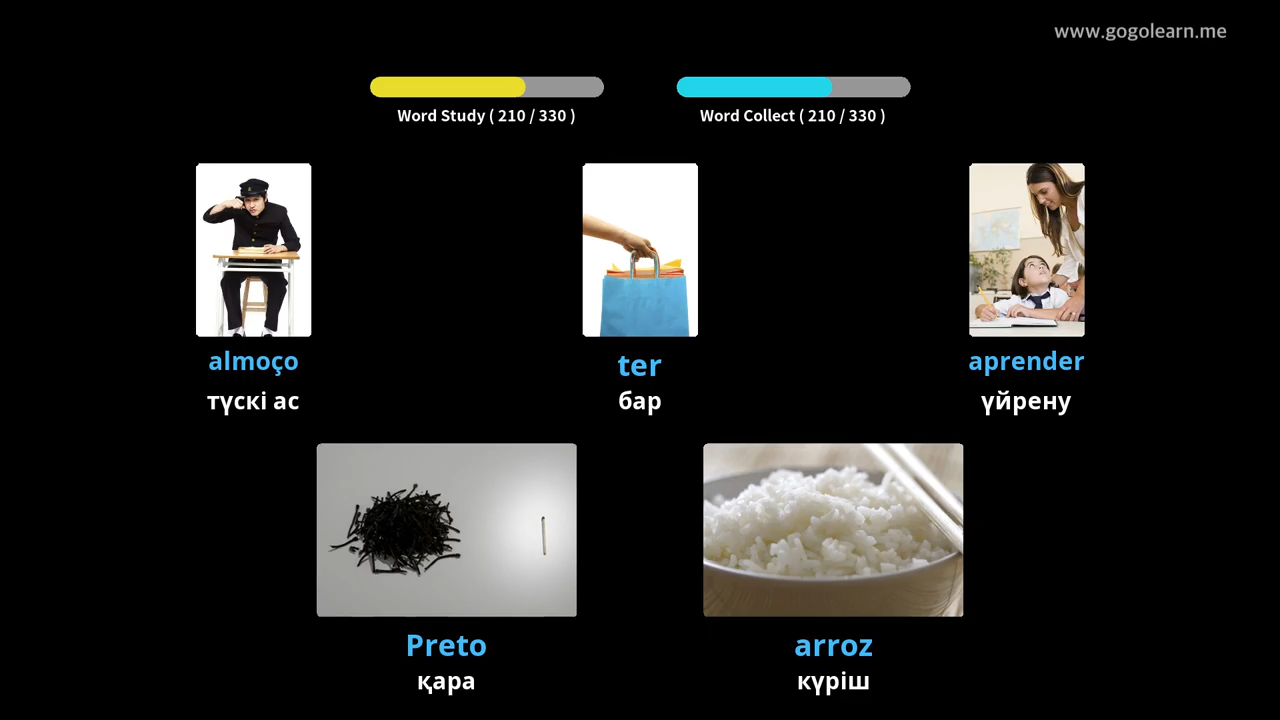 www.gogolearn.me
Word Study ( 210 / 330 )
Word Collect ( 210 / 330 )
almoço
түскі ас
ter
бар
aprender
үйрену
Preto
қара
arroz
күріш